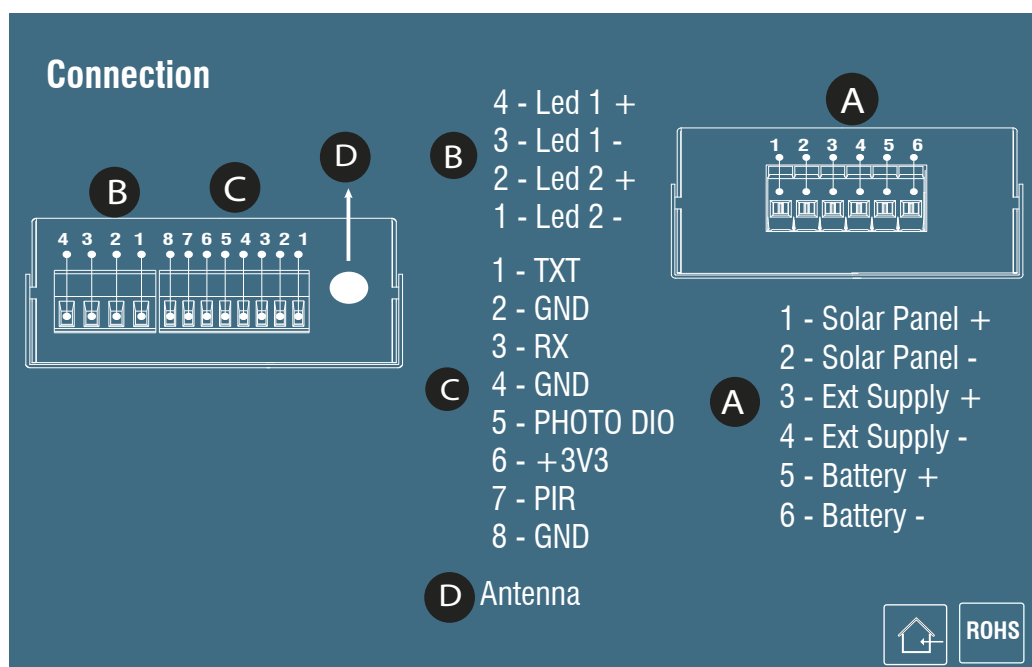 Connection
B
C
D
4 3 2 1
8 7 6 5 4 3 2 1
B
4 - Led 1 +
3 - Led 1 -
2 - Led 2 +
1 - Led 2 -
C
1 - TXT
2 - GND
3 - RX
4 - GND
5 - PHOTO DIO
6 - +3V3
7 - PIR
8 - GND
D Antenna
A
1 2 3 4 5 6
A
1 - Solar Panel +
2 - Solar Panel -
3 - Ext Supply +
4 - Ext Supply -
5 - Battery +
6 - Battery -
ROHS